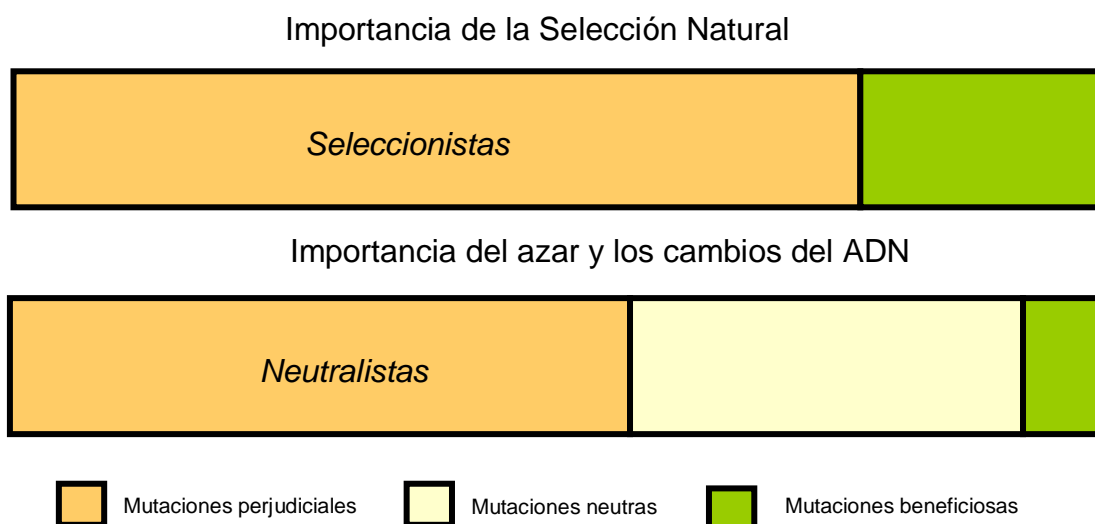 Importancia de la Selección Natural
Seleccionistas
Importancia del azar y los cambios del ADN
Neutralistas
Mutaciones perjudiciales
Mutaciones neutras
Mutaciones beneficiosas